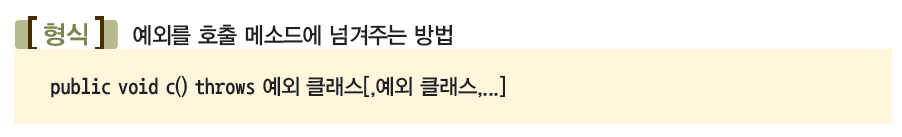 [형식] 예외를 호출 메소드에 넘겨주는 방법
public void c() throws 예외 클래스[,예외 클래스,...]